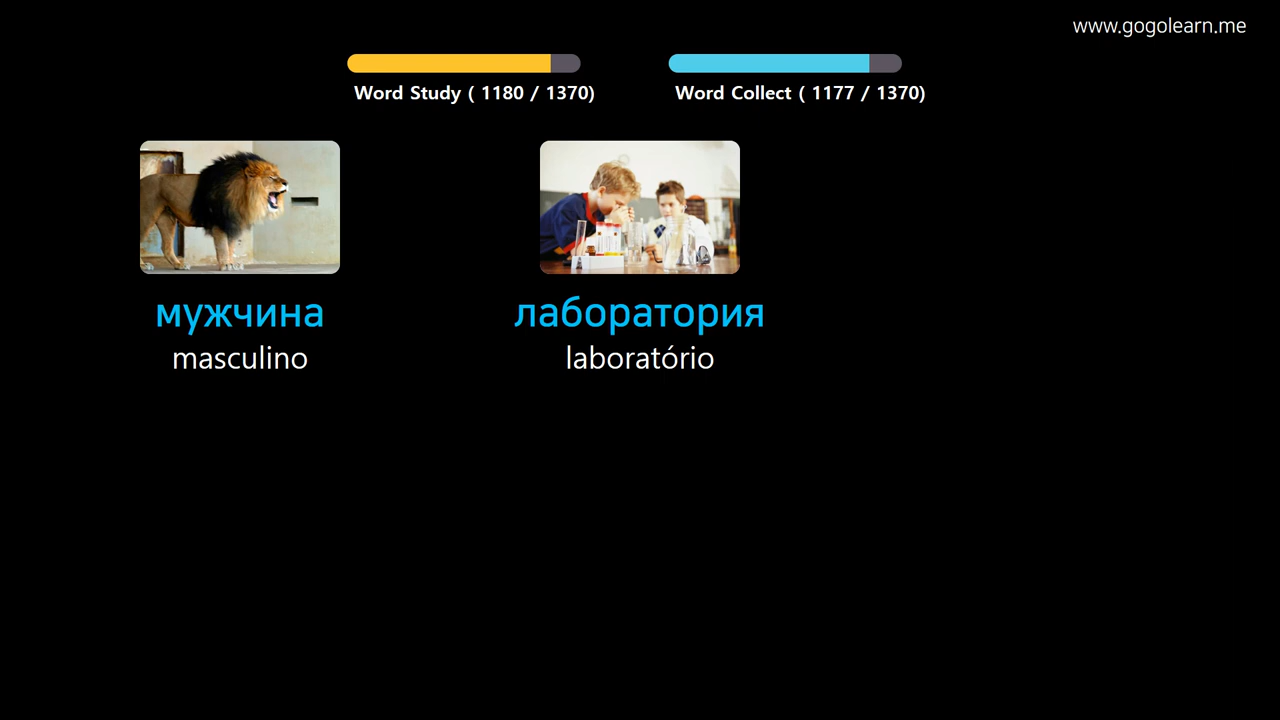 www.gogolearn.me
Word Study ( 1180 / 1370)
Word Collect ( 1177 / 1370)
мужчина
masculino
лаборатория
laboratório